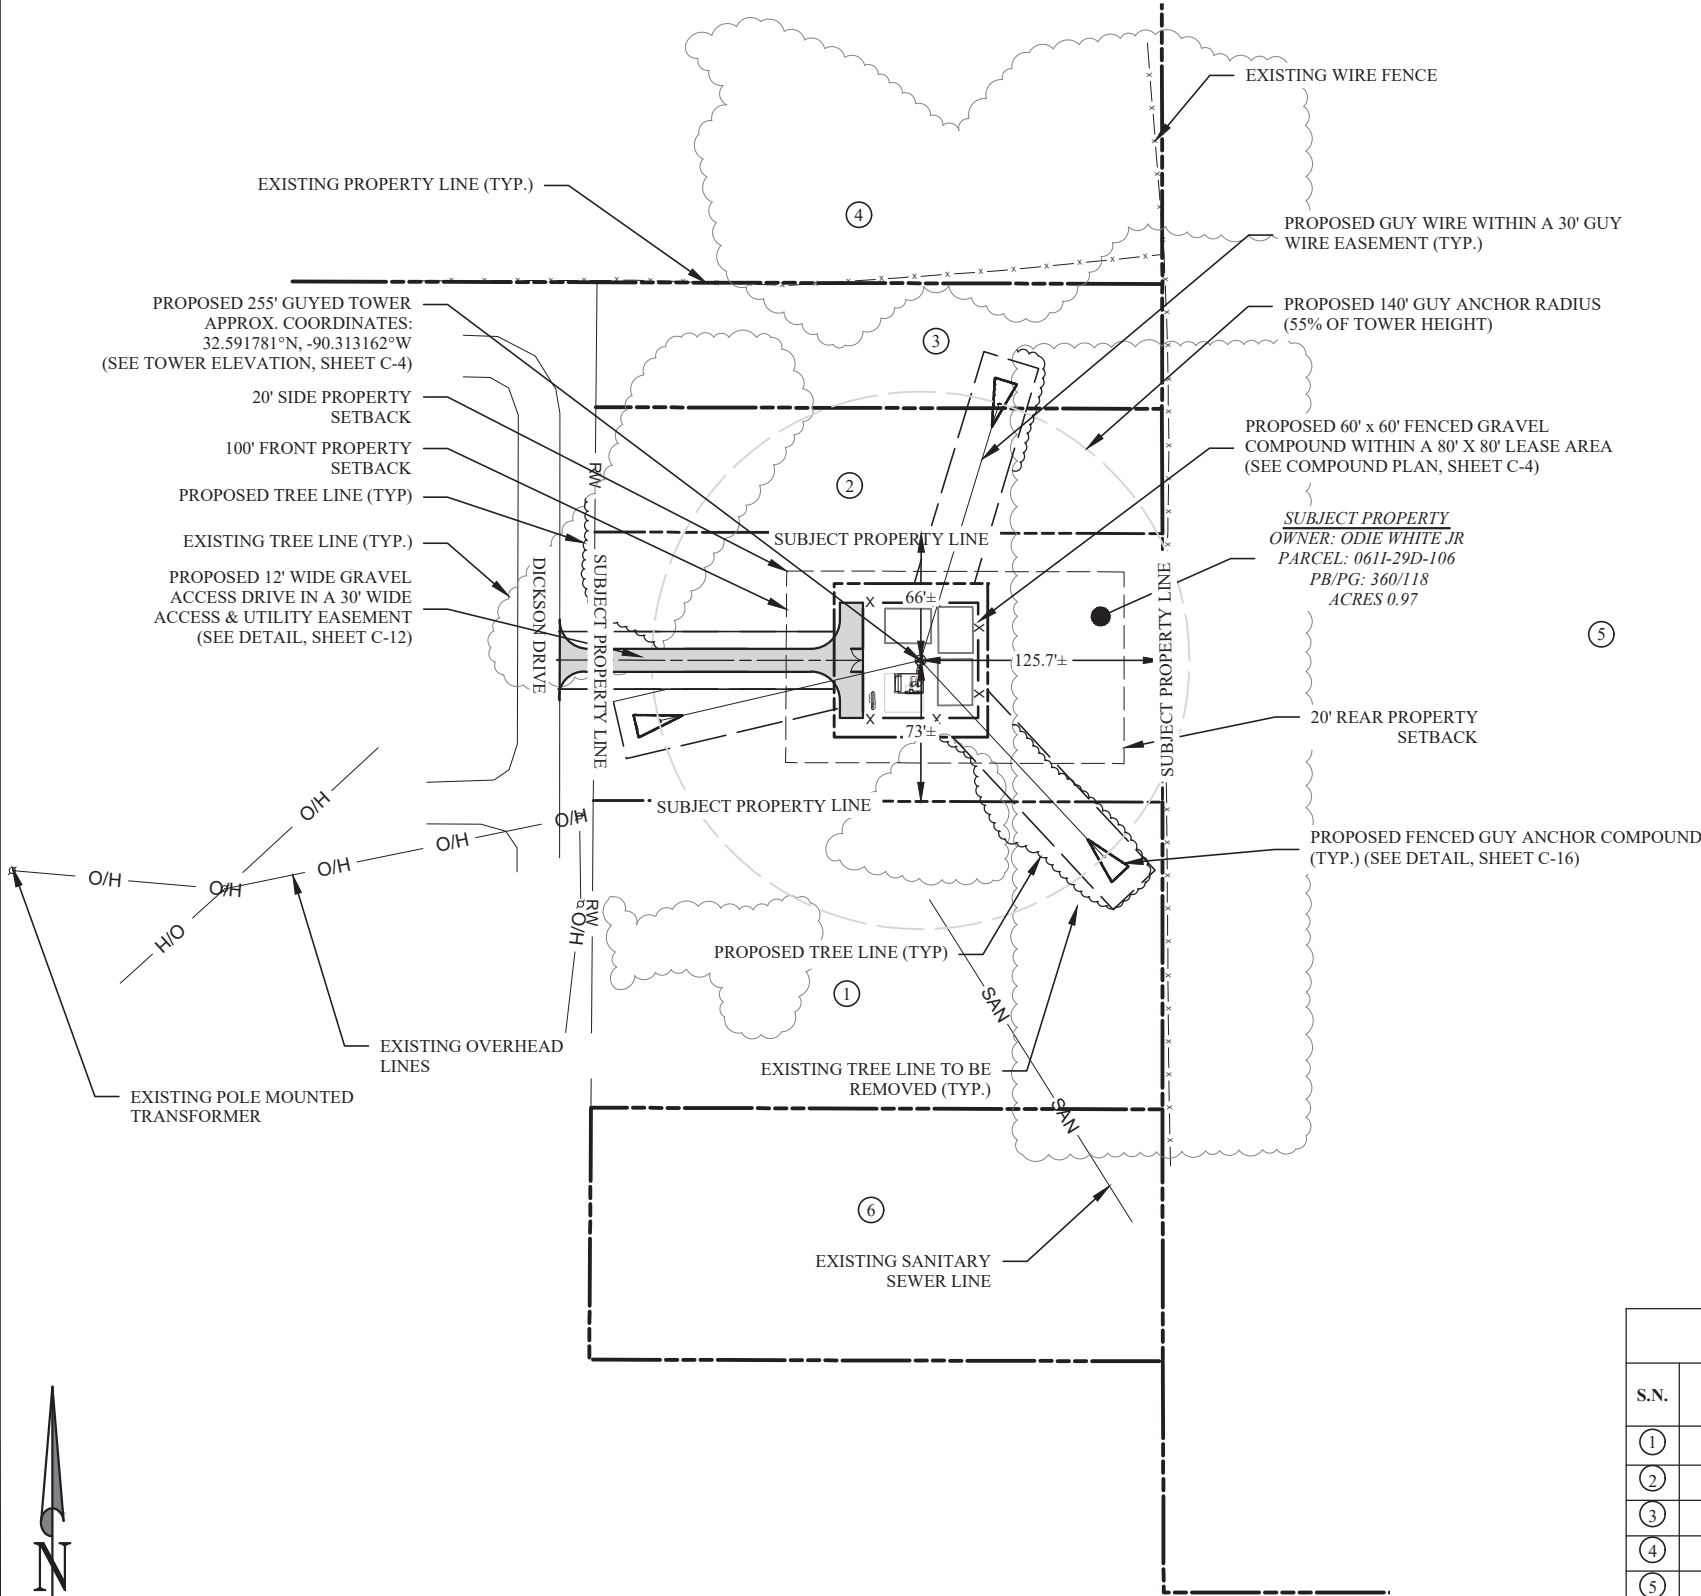 EXISTING WIRE FENCE
EXISTING PROPERTY LINE (TYP.)
4
PROPOSED GUY WIRE WITHIN A 30' GUY
WIRE EASEMENT (TYP.)
PROPOSED 255' GUYED TOWER
APPROX. COORDINATES:
32.591781°N, -90.313162°W
(SEE TOWER ELEVATION, SHEET C-4)
PROPOSED 140' GUY ANCHOR RADIUS
(55% OF TOWER HEIGHT)
3
20' SIDE PROPERTY
SETBACK
100' FRONT PROPERTY
SETBACK
PROPOSED 60' x 60' FENCED GRAVEL
COMPOUND WITHIN A 80' X 80' LEASE AREA
(SEE COMPOUND PLAN, SHEET C-4)
RW
2
PROPOSED TREE LINE (TYP)
SUBJECT PROPERTY LINE
SUBJECT PROPERTY
OWNER: ODIE WHITE JR
PARCEL: 061I-29D-106
PB/PG: 360/118
ACRES 0.97
EXISTING TREE LINE (TYP.)
PROPOSED 12' WIDE GRAVEL
ACCESS DRIVE IN A 30' WIDE
ACCESS & UTILITY EASEMENT
(SEE DETAIL, SHEET C-12)
DICKSON DRIVE
SUBJECT PROPERTY LINE
X
66'±
X
125.7'±
SUBJECT PROPERTY LINE
5
X
X
X
73'±
20' REAR PROPERTY
SETBACK
SUBJECT PROPERTY LINE
O/H
O/H
O/H
O/H
O/H
O/H
O/H
O/H
RW
PROPOSED FENCED GUY ANCHOR COMPOUND
(TYP.) (SEE DETAIL, SHEET C-16)
PROPOSED TREE LINE (TYP)
1
SAN
EXISTING OVERHEAD
LINES
EXISTING TREE LINE TO BE
REMOVED (TYP.)
EXISTING POLE MOUNTED
TRANSFORMER
SAN
6
EXISTING SANITARY
SEWER LINE
S.N.
1
2
3
4
5
N